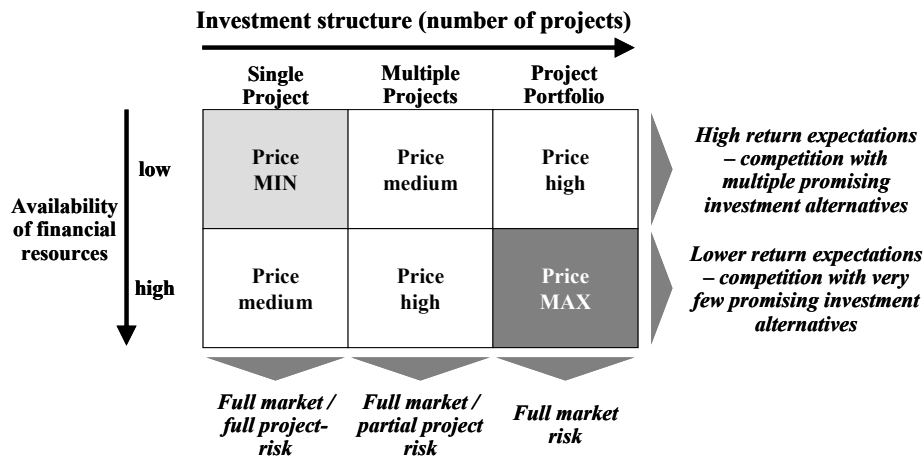 Investment structure (number of projects)
Single
Project
Multiple
Projects
Project
Portfolio
Availability
of financial
resources
low
Price
MIN
Price
medium
Price
high
High return expectations
– competition with
multiple promising
investment alternatives
high
Price
medium
Price
high
Price
MAX
Lower return expectations
– competition with very
few promising investment
alternatives
Full market /
full project-
risk
Full market /
partial project
risk
Full market
risk